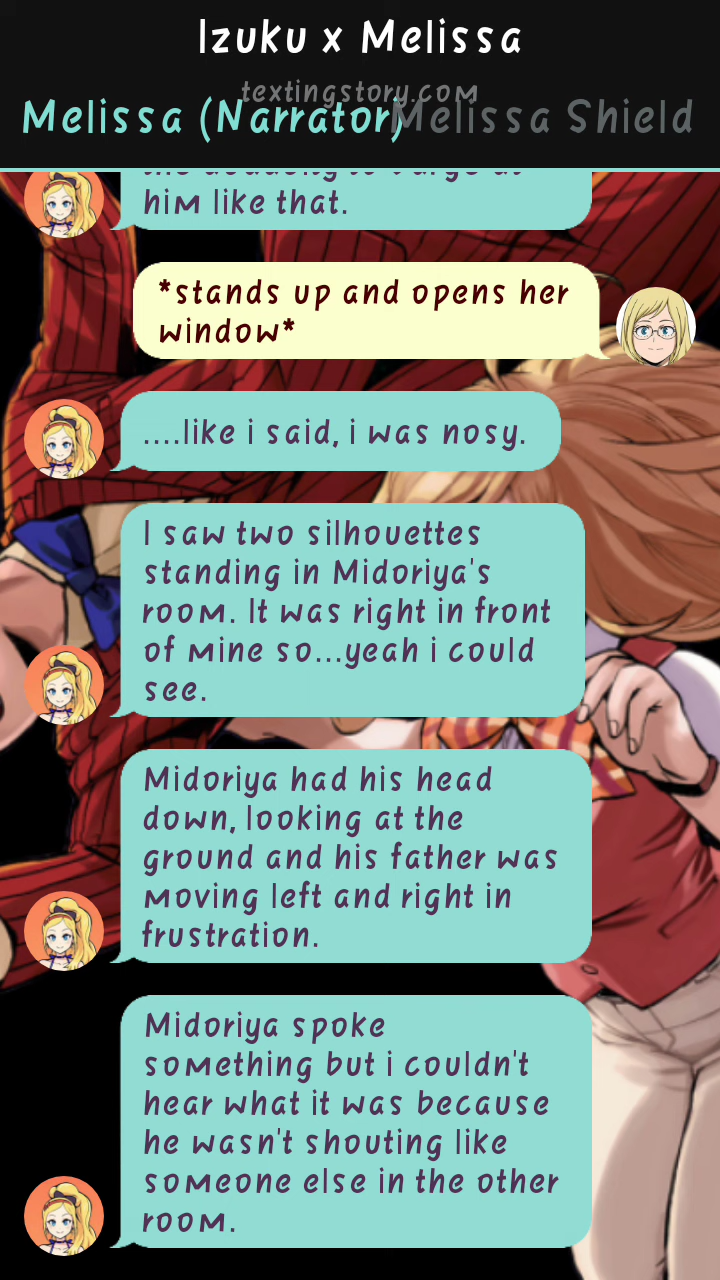 Izuku x Melissa
textingstory.com
Melissa (Narrator) Melissa Shield
him like that.
*stands up and opens her
window*
....like i said, i was nosy.
I saw two silhouettes
standing in Midoriya's
room. It was right in front
of mine so...yeah i could
see.
Midoriya had his head
down, looking at the
ground and his father was
moving left and right in
frustration.
Midoriya spoke
something but i couldn't
hear what it was because
he wasn't shouting like
someone else in the other
room.